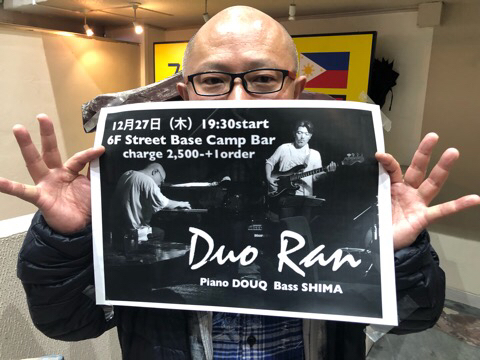 12月27日（木）19:30start
6F Street Base Camp Bar
charge 2,500-+1order
Duo Ran
Piano DOUQ Bass SHIMA